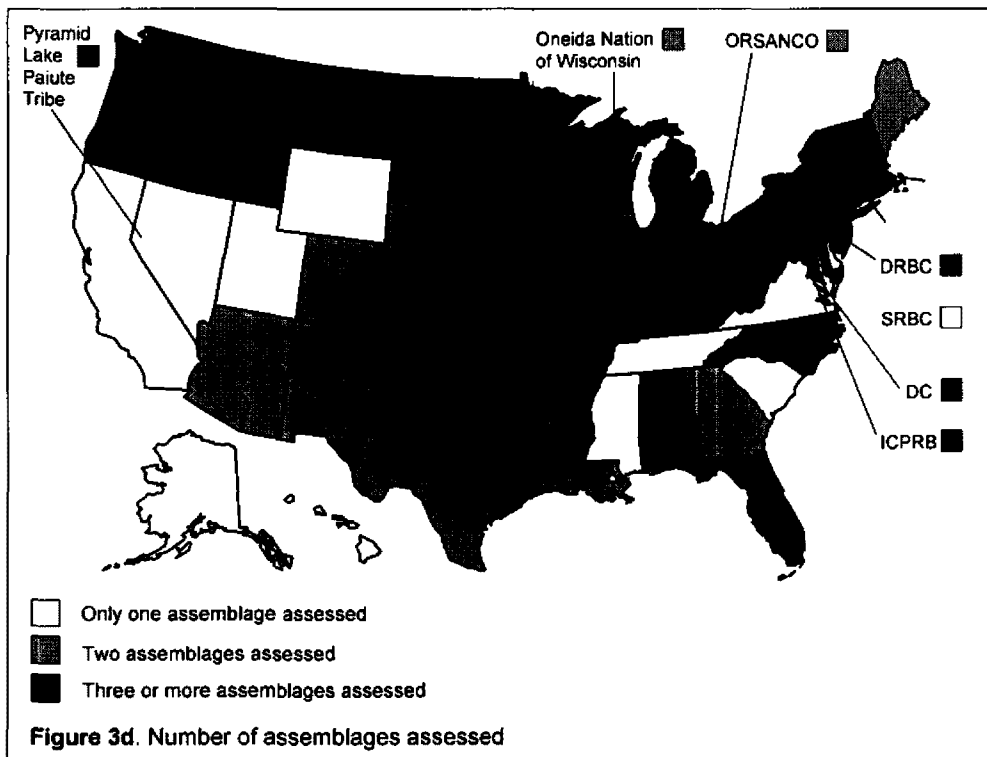 Pyramid
Lake
Paiute
Tribe
Oneida Nation
of Wisconsin
ORSANCO
DRBC
SRBC
DC
ICPRB
Only one assemblage assessed
Two assemblages assessed
Three or more assemblages assessed
Figure 3d. Number of assemblages assessed